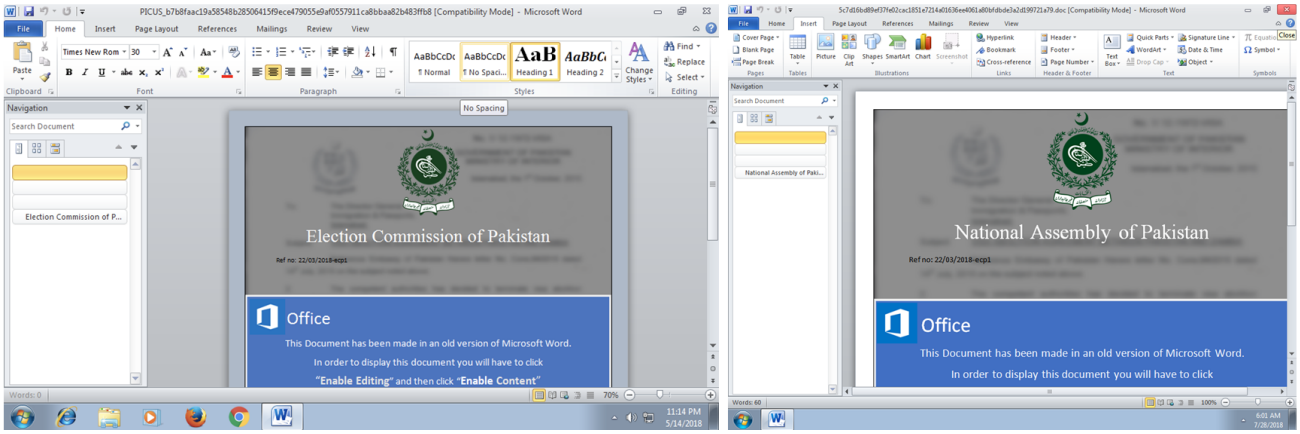 PICUS_b7b8faac19a58548b28506415f9ece479055e9af0557911ca8bbaa82b483ffb8 [Compatibility Mode] - Microsoft Word
File Home Insert Page Layout References Mailings Review View
Paste
Times New Rom 30
B I U abc
AaBbCcDc AaBbCcDc AaB AaBbCc
¶ Normal ¶ No Spaci... Heading 1 Heading 2
Change Styles
Find
Replace
Select
Clipboard Font Paragraph Styles Editing
No Spacing
Navigation
Search Document
Election Commission of P...
Election Commission of Pakistan
Ref no: 22/03/2018-ecp1
Office
This Document has been made in an old version of Microsoft Word.
In order to display this document you will have to click
"Enable Editing" and then click "Enable Content"
Words: 0
70%
11:14 PM
5/14/2018
5c7d16bd89ef37fe02cac1851e7214a01636ee4061a80bfdbde3a2d199721a79.doc [Compatibility Mode] - Microsoft Word
File Home Insert Page Layout References Mailings Review View
Close
Cover Page
Blank Page
Page Break
Table
Picture Clip Art Shapes SmartArt Chart Screenshot
Hyperlink
Bookmark
Cross-reference
Header
Footer
Page Number
Text Box
Quick Parts
WordArt
Drop Cap
Signature Line
Date & Time
Object
Equation
Symbol
Pages Tables Illustrations Links Header & Footer Text Symbols
Navigation
Search Document
National Assembly of Paki...
National Assembly of Pakistan
Ref no: 22/03/2018-ecp1
Office
This Document has been made in an old version of Microsoft Word.
In order to display this document you will have to click
Words: 60
100%
6:01 AM
7/28/2018